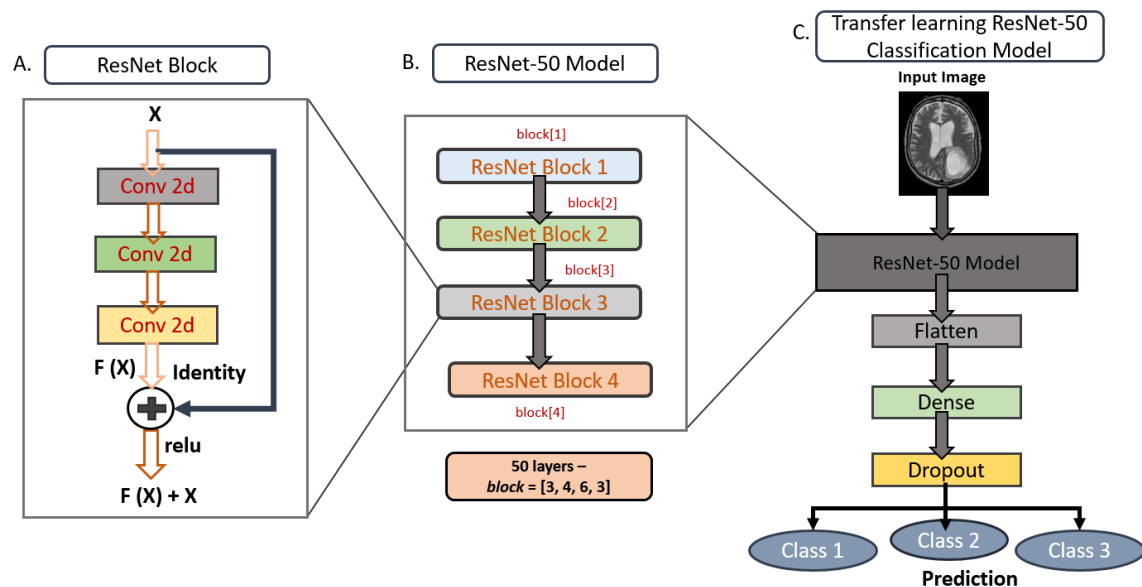 A.
ResNet Block
X
Conv 2d
Conv 2d
Conv 2d
F (X)
Identity
relu
F (X) + X
B.
ResNet-50 Model
block[1]
ResNet Block 1
block[2]
ResNet Block 2
block[3]
ResNet Block 3
ResNet Block 4
block[4]
50 layers –
block = [3, 4, 6, 3]
C.
Transfer learning ResNet-50
Classification Model
Input Image
ResNet-50 Model
Flatten
Dense
Dropout
Class 1
Class 2
Class 3
Prediction